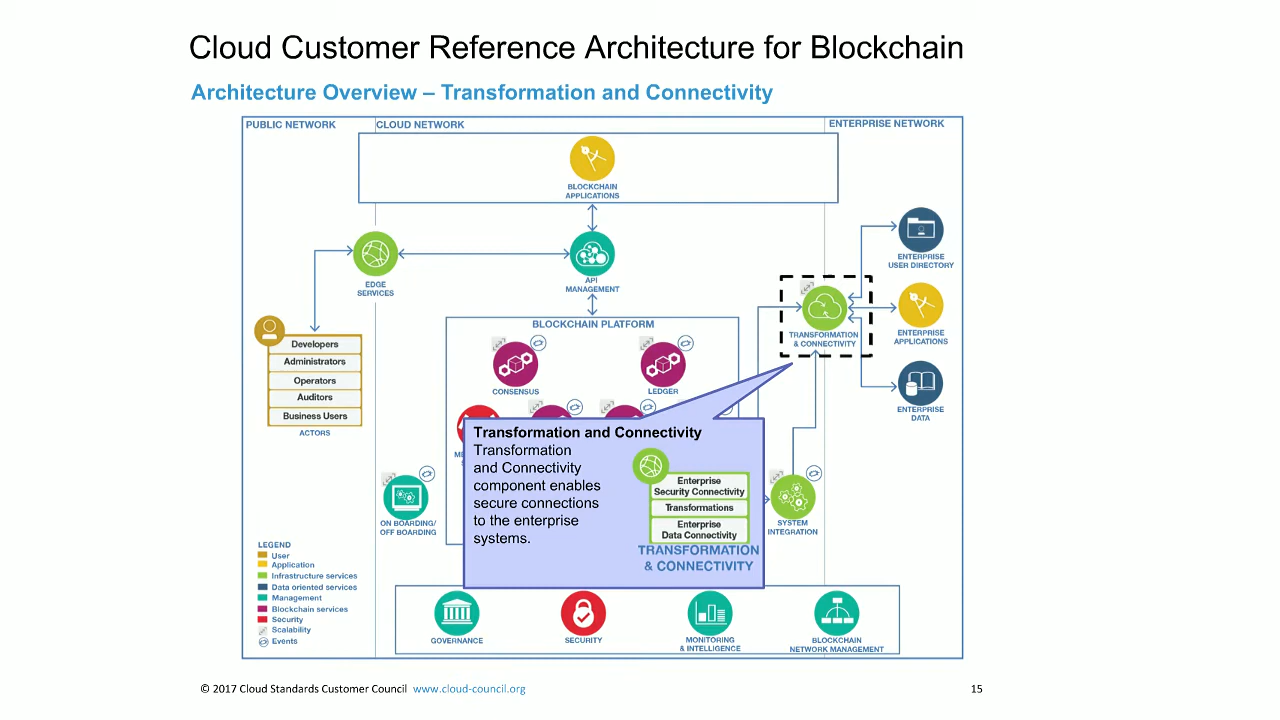 Cloud Customer Reference Architecture for Blockchain
Architecture Overview – Transformation and Connectivity
PUBLIC NETWORK
CLOUD NETWORK
ENTERPRISE NETWORK
BLOCKCHAIN
APPLICATIONS
EDGE
SERVICES
API
MANAGEMENT
ENTERPRISE
USER DIRECTORY
TRANSFORMATION
& CONNECTIVITY
ENTERPRISE
APPLICATIONS
ENTERPRISE
DATA
BLOCKCHAIN PLATFORM
CONSENSUS
LEDGER
Developers
Administrators
Operators
Auditors
Business Users
ACTORS
Transformation and Connectivity
Transformation
and Connectivity
component enables
secure connections
to the enterprise
systems.
Enterprise
Security Connectivity
Transformations
Enterprise
Data Connectivity
TRANSFORMATION
& CONNECTIVITY
ON BOARDING/
OFF BOARDING
SYSTEM
INTEGRATION
LEGEND
User
Application
Infrastructure services
Data oriented services
Management
Blockchain services
Security
Scalability
Events
GOVERNANCE
SECURITY
MONITORING
& INTELLIGENCE
BLOCKCHAIN
NETWORK MANAGEMENT
© 2017 Cloud Standards Customer Council www.cloud-council.org
15